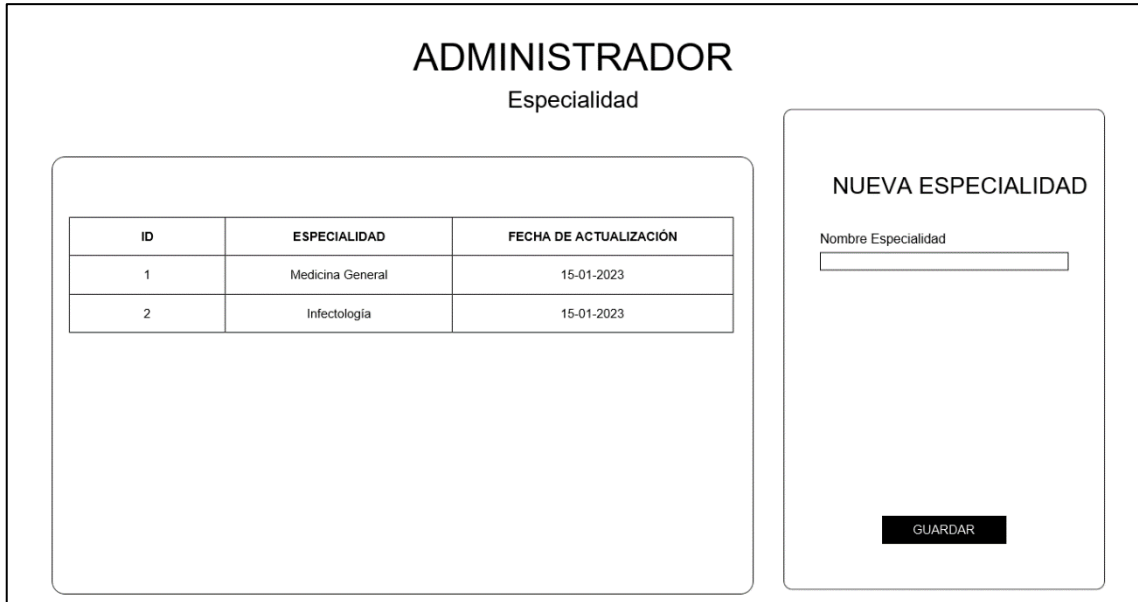 ADMINISTRADOR
Especialidad
ID ESPECIALIDAD FECHA DE ACTUALIZACIÓN
1 Medicina General 15-01-2023
2 Infectología 15-01-2023
NUEVA ESPECIALIDAD
Nombre Especialidad
GUARDAR